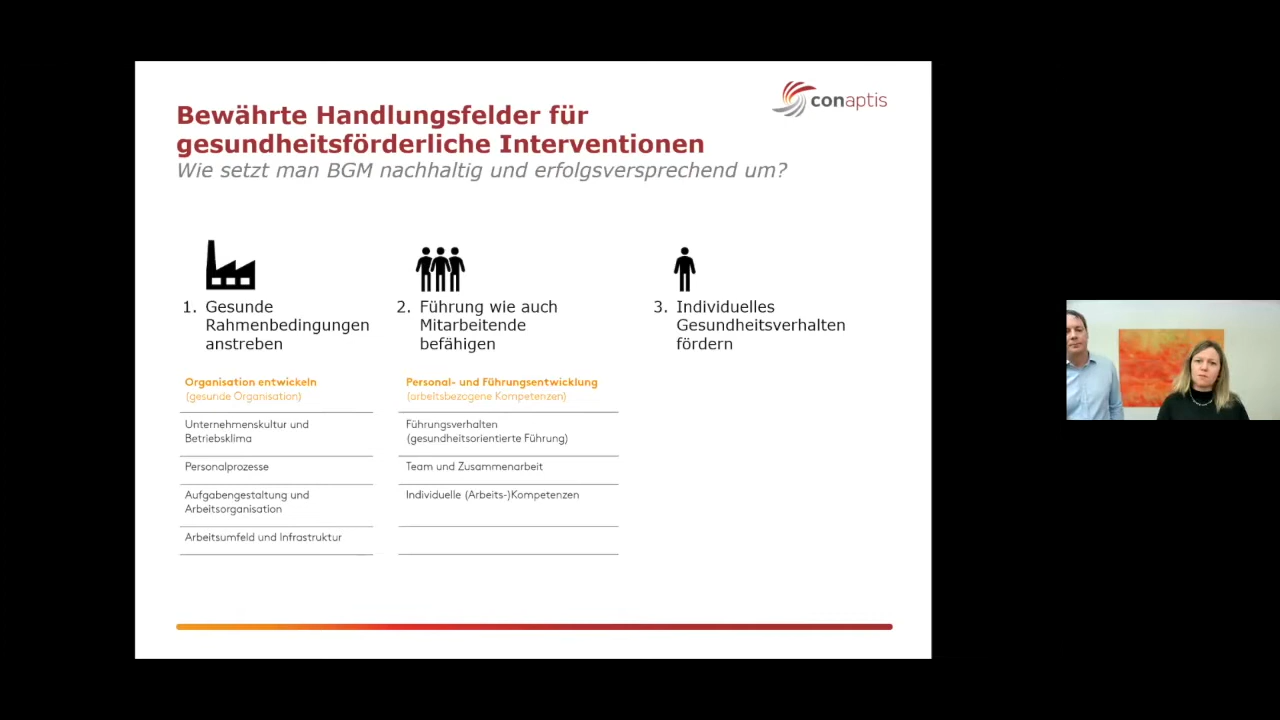 conaptis
Bewährte Handlungsfelder für
gesundheitsförderliche Interventionen
Wie setzt man BGM nachhaltig und erfolgsversprechend um?
1. Gesunde
Rahmenbedingungen
anstreben
2. Führung wie auch
Mitarbeitende
befähigen
3. Individuelles
Gesundheitsverhalten
fördern
Organisation entwickeln
(gesunde Organisation)
Unternehmenskultur und
Betriebsklima
Personalprozesse
Aufgabengestaltung und
Arbeitsorganisation
Arbeitsumfeld und Infrastruktur
Personal- und Führungsentwicklung
(arbeitsbezogene Kompetenzen)
Führungsverhalten
(gesundheitsorientierte Führung)
Team und Zusammenarbeit
Individuelle (Arbeits-)Kompetenzen